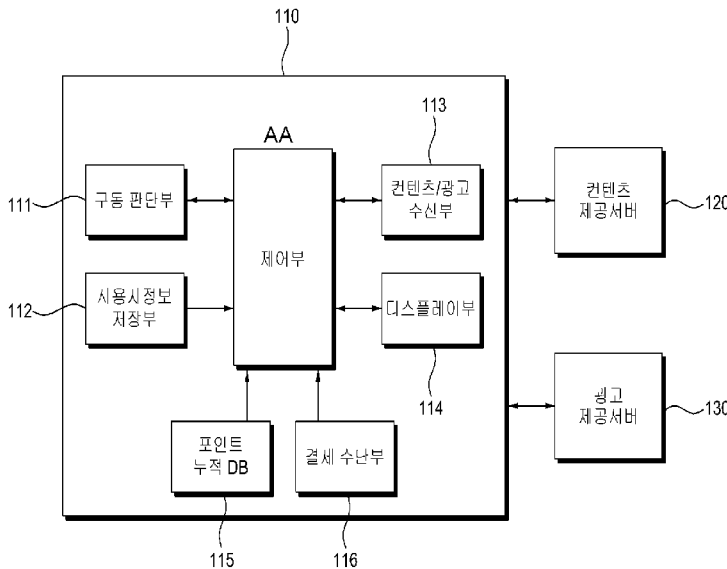 110
AA
113
구동 판단부
111
제어부
컨텐츠/광고
수신부
컨텐츠
제공서버
120
사용시정보
저장부
112
디스플레이부
114
광고
제공서버
130
포인트
누적 DB
115
결세 수난부
116